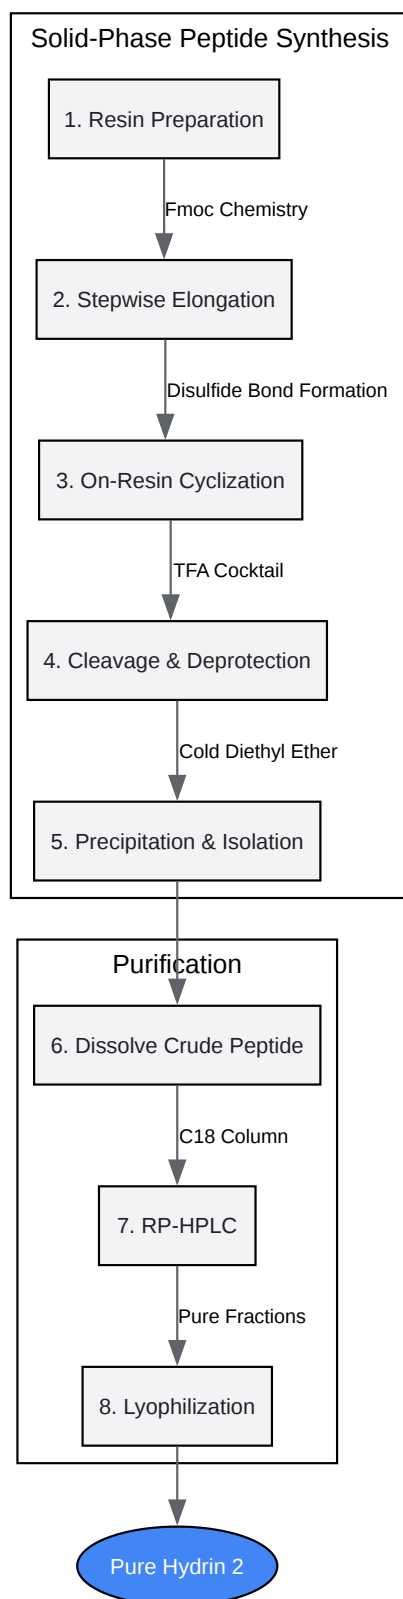 Solid-Phase Peptide Synthesis
1. Resin Preparation
Fmoc Chemistry
2. Stepwise Elongation
Disulfide Bond Formation
3. On-Resin Cyclization
TFA Cocktail
4. Cleavage & Deprotection
Cold Diethyl Ether
5. Precipitation & Isolation
Purification
6. Dissolve Crude Peptide
C18 Column
7. RP-HPLC
Pure Fractions
8. Lyophilization
Pure Hydrin 2